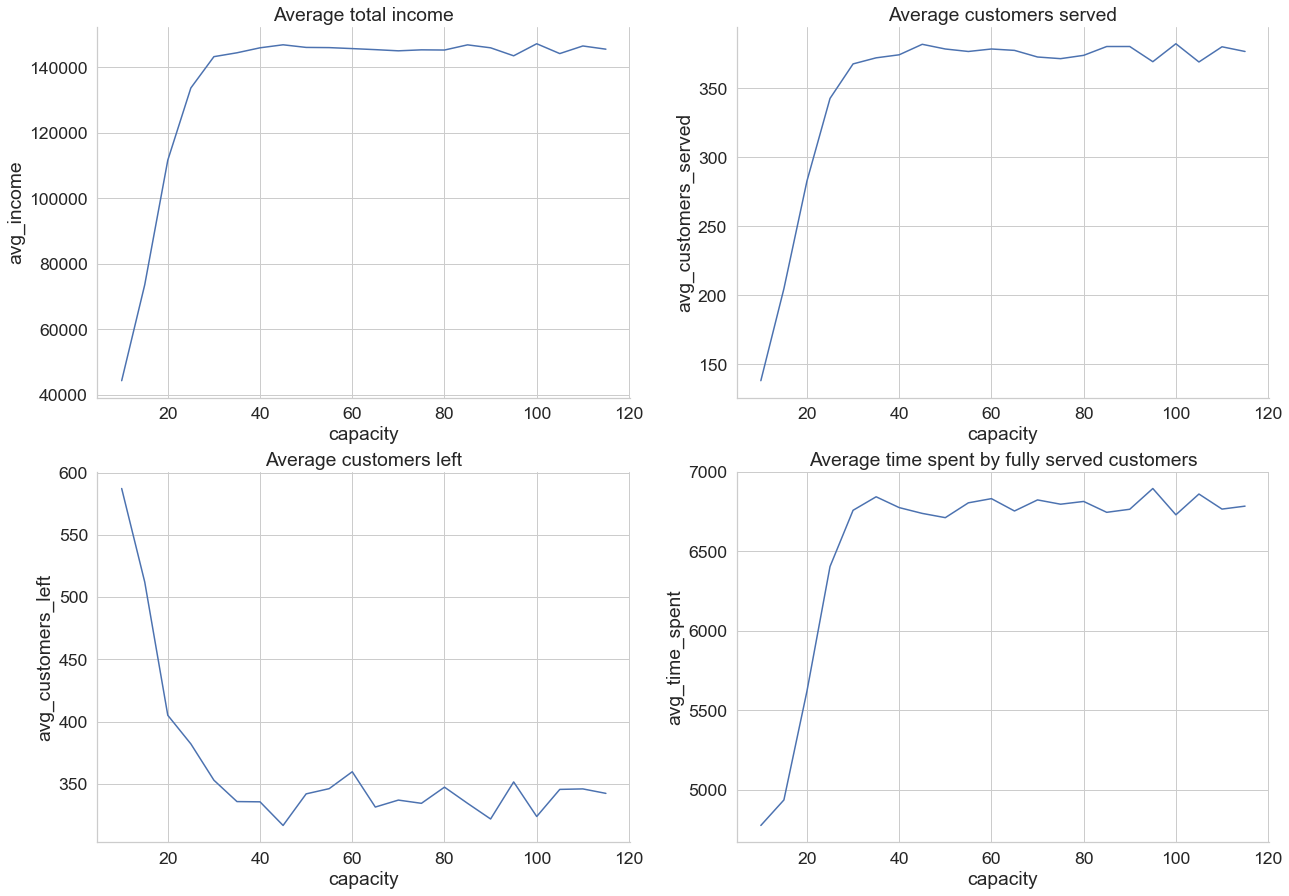 Average total income
avg_income
140000
120000
100000
80000
60000
40000
20 40 60 80 100 120
capacity
Average customers served
avg_customers_served
350
300
250
200
150
20 40 60 80 100 120
capacity
Average customers left
avg_customers_left
600
550
500
450
400
350
20 40 60 80 100 120
capacity
Average time spent by fully served customers
avg_time_spent
7000
6500
6000
5500
5000
20 40 60 80 100 120
capacity